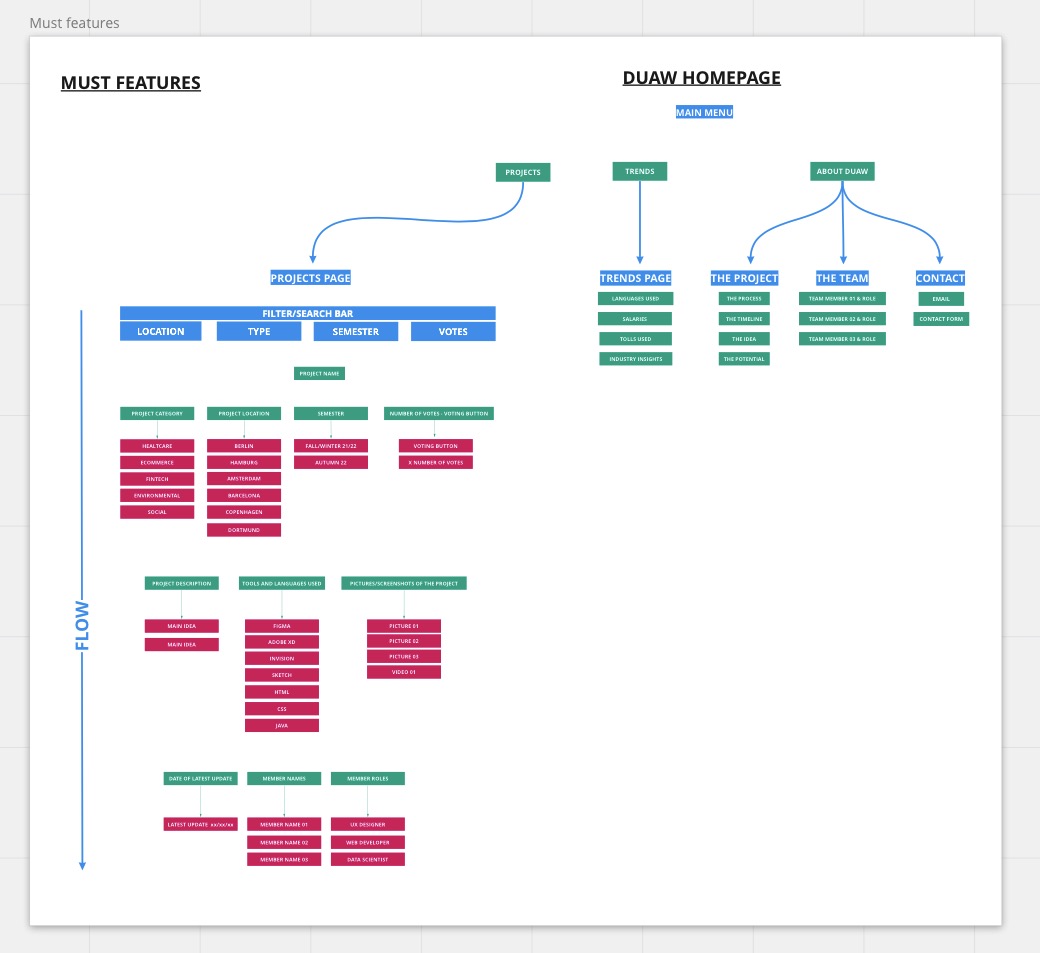 Must features
MUST FEATURES
DUAW HOMEPAGE
MAIN MENU
PROJECTS
TRENDS
ABOUT DUAW
PROJECTS PAGE
TRENDS PAGE
THE PROJECT
THE TEAM
CONTACT
LANGUAGES USED
SALARIES
TOLLS USED
INDUSTRY INSIGHTS
THE PROCESS
THE TIMELINE
THE IDEA
THE POTENTIAL
TEAM MEMBER 01 & ROLE
TEAM MEMBER 02 & ROLE
TEAM MEMBER 03 & ROLE
EMAIL
CONTACT FORM
FILTER/SEARCH BAR
LOCATION
TYPE
SEMESTER
VOTES
PROJECT NAME
PROJECT CATEGORY
HEALTCARE
ECOMMERCE
FINTECH
ENVIRONMENTAL
SOCIAL
PROJECT LOCATION
BERLIN
HAMBURG
AMSTERDAM
BARCELONA
COPENHAGEN
DORTMUND
SEMESTER
FALL/WINTER 21/22
AUTUMN 22
NUMBER OF VOTES - VOTING BUTTON
VOTING BUTTON
X NUMBER OF VOTES
FLOW
PROJECT DESCRIPTION
MAIN IDEA
MAIN IDEA
TOOLS AND LANGUAGES USED
FIGMA
ADOBE XD
INVISION
SKETCH
HTML
CSS
JAVA
PICTURES/SCREENSHOTS OF THE PROJECT
PICTURE 01
PICTURE 02
PICTURE 03
VIDEO 01
DATE OF LATEST UPDATE
LATEST UPDATE xx/xx/xx
MEMBER NAMES
MEMBER NAME 01
MEMBER NAME 02
MEMBER NAME 03
MEMBER ROLES
UX DESIGNER
WEB DEVELOPER
DATA SCIENTIST